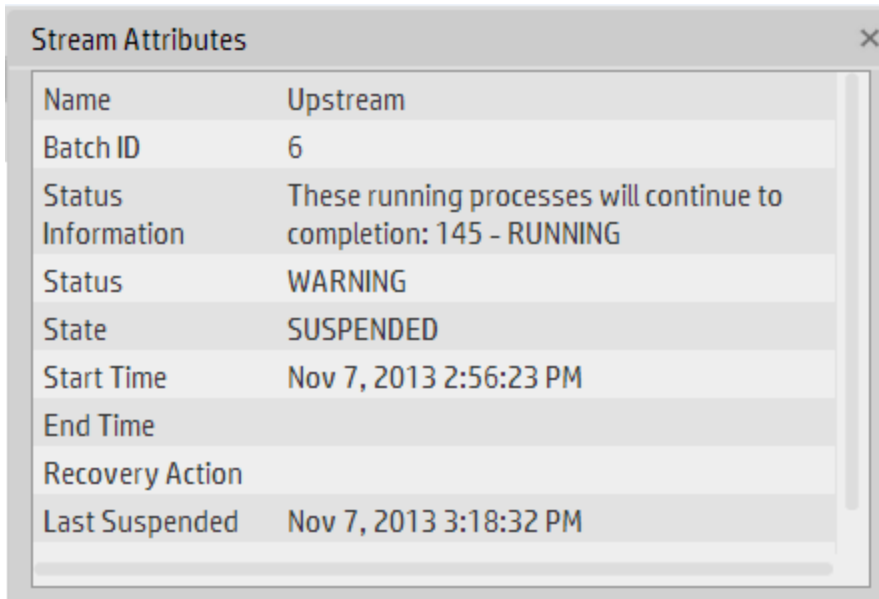 Stream Attributes
Name Upstream
Batch ID 6
Status Information These running processes will continue to completion: 145 - RUNNING
Status WARNING
State SUSPENDED
Start Time Nov 7, 2013 2:56:23 PM
End Time
Recovery Action
Last Suspended Nov 7, 2013 3:18:32 PM